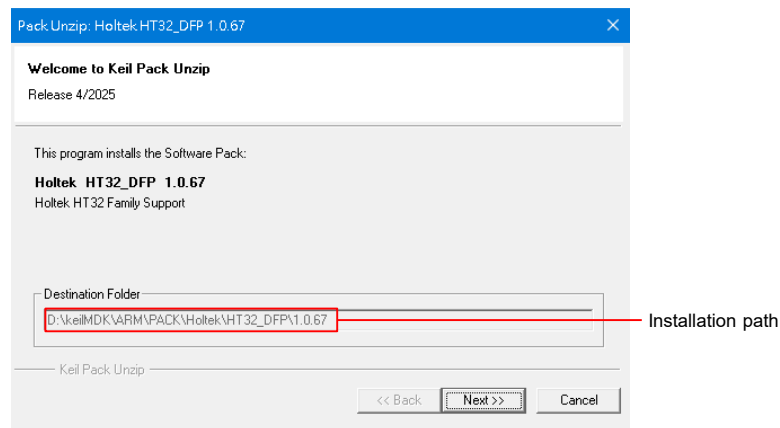 Pack Unzip: Holtek HT32_DFP 1.0.67
Welcome to Keil Pack Unzip
Release 4/2025
This program installs the Software Pack:
Holtek HT32_DFP 1.0.67
Holtek HT32 Family Support
Destination Folder
D:\keilMDK\ARM\PACK\Holtek\HT32_DFP\1.0.67
Installation path
Keil Pack Unzip
<< Back Next >> Cancel